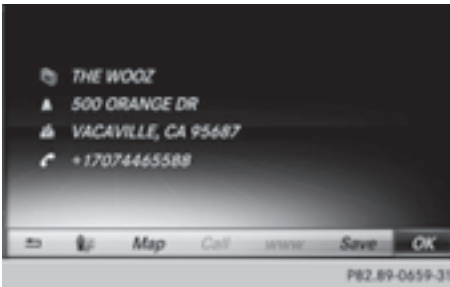 THE WOOZ
500 ORANGE DR
VACAVILLE, CA 95687
+17074465588
Map Call www Save OK
P82.89-0659-31